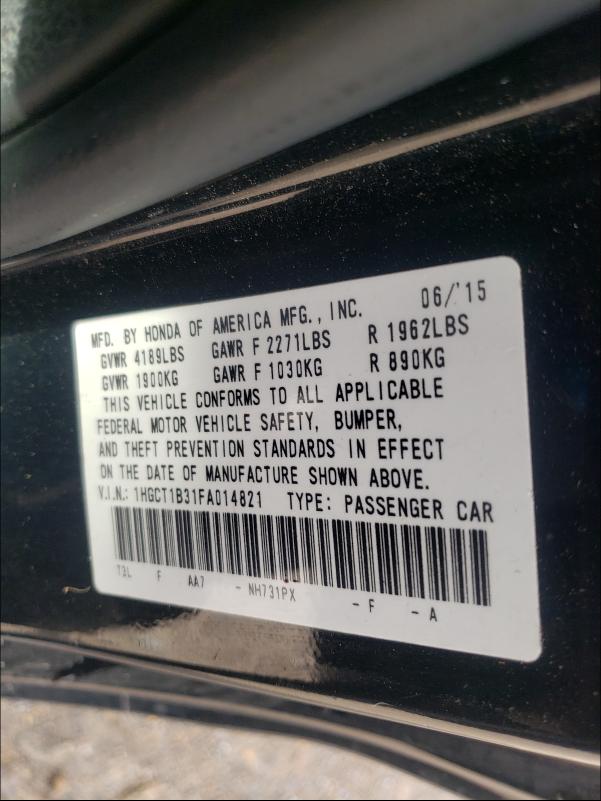 MFD. BY HONDA OF AMERICA MFG., INC. 06/'15
GVWR 4189LBS GAWR F 2271LBS R 1962LBS
GVWR 1900KG GAWR F 1030KG R 890KG
THIS VEHICLE CONFORMS TO ALL APPLICABLE
FEDERAL MOTOR VEHICLE SAFETY, BUMPER,
AND THEFT PREVENTION STANDARDS IN EFFECT
ON THE DATE OF MANUFACTURE SHOWN ABOVE.
V.I.N.: 1HGCT1B31FA014821 TYPE: PASSENGER CAR
T3L F AA7 - NH731PX - F - A